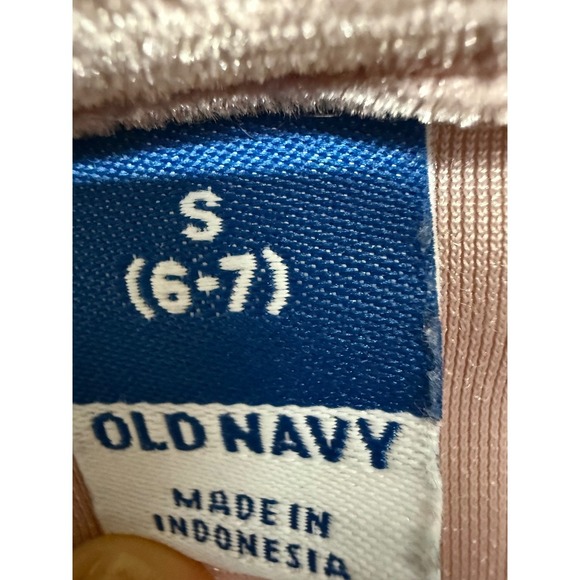 S
(6-7)
OLD NAVY
MADE IN
INDONESIA